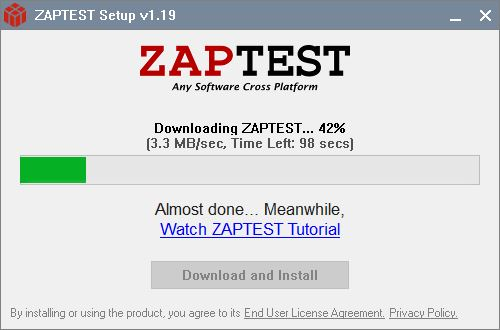 ZAPTEST Setup v1.19
ZAPTEST
Any Software Cross Platform
Downloading ZAPTEST... 42%
(3.3 MB/sec, Time Left: 98 secs)
Almost done... Meanwhile,
Watch ZAPTEST Tutorial
Download and Install
By installing or using the product, you agree to its End User License Agreement. Privacy Policy.